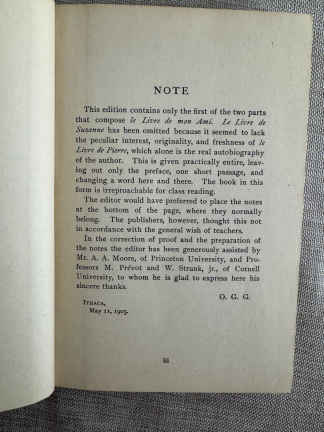 NOTE
This edition contains only the first of the two parts
that compose le Livre de mon Ami. Le Livre de
Suzanne has been omitted because it seemed to lack
the peculiar interest, originality, and freshness of le
Livre de Pierre, which alone is the real autobiography
of the author. This is given practically entire, leav-
ing out only the preface, one short passage, and
changing a word here and there. The book in this
form is irreproachable for class reading.
The editor would have preferred to place the notes
at the bottom of the page, where they normally
belong. The publishers, however, thought this not
in accordance with the general wish of teachers.
In the correction of proof and the preparation of
the notes the editor has been generously assisted by
Mr. A. A. Moore, of Princeton University, and Pro-
fessors M. Prévot and W. Strunk, jr., of Cornell
University, to whom he is glad to express here his
sincere thanks.
O. G. G.
Ithaca,
May 11, 1905.
iii